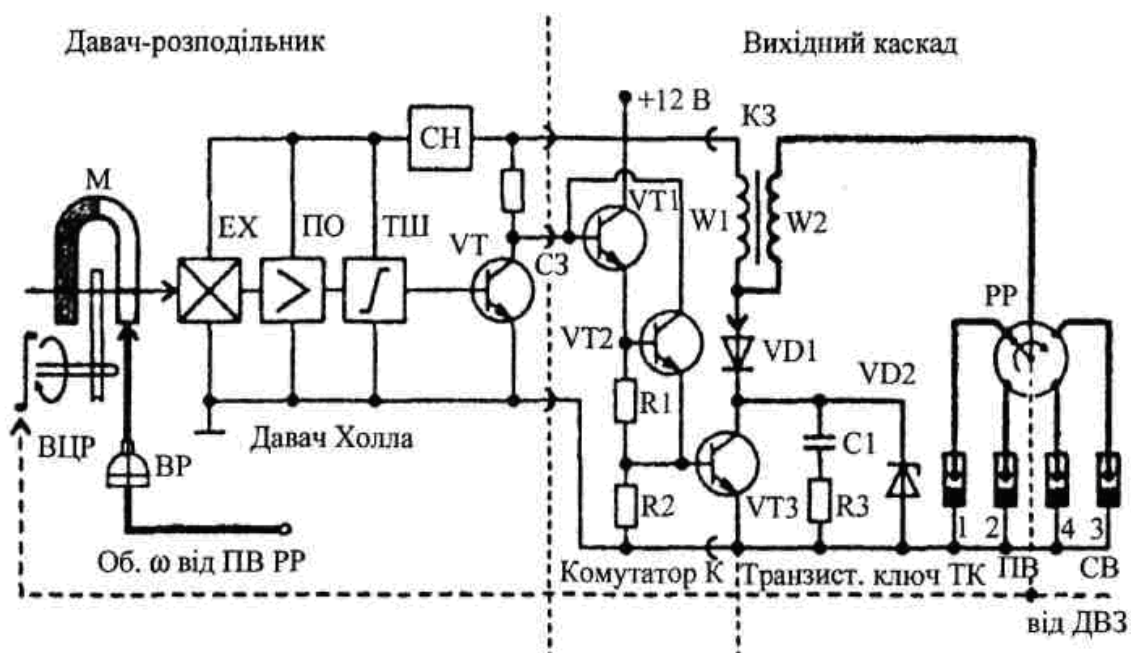 Давач-розподільник
Вихідний каскад
+12 В
КЗ
СН
М
ЕХ
ПО
ТШ
VT
VT1
W1
W2
СЗ
РР
VT2
VD1
VD2
R1
Давач Холла
ВЦР
ВР
C1
R2
VT3
R3
1
2
4
3
Об. ω від ПВ РР
Комутатор К
Транзист. ключ ТК
ПВ
СВ
від ДВЗ